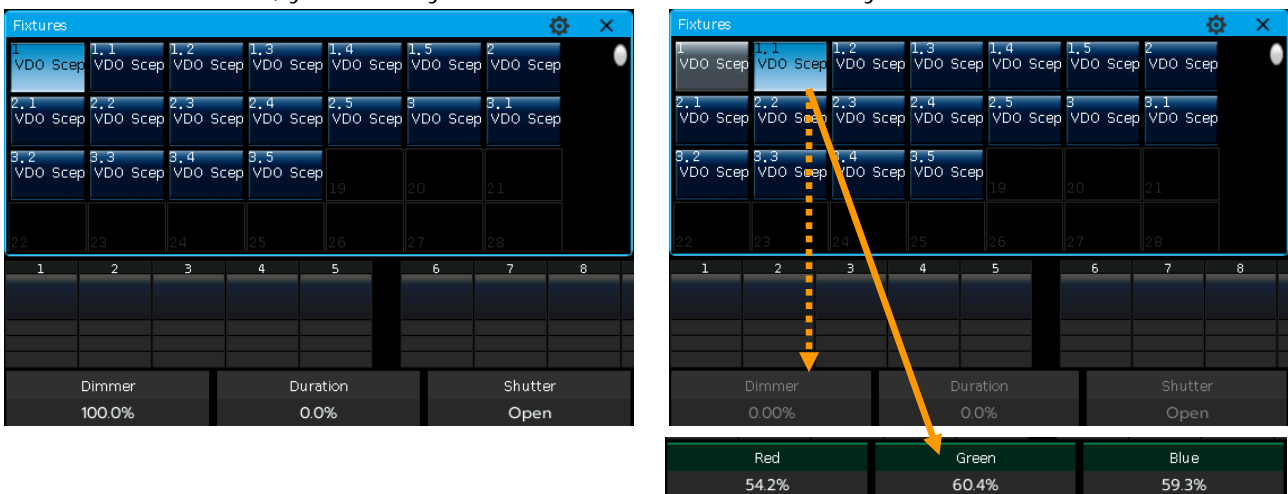 Fixtures
1 1.1 1.2 1.3 1.4 1.5 2
VDO Scep VDO Scep VDO Scep VDO Scep VDO Scep VDO Scep VDO Scep
2.1 2.2 2.3 2.4 2.5 3 3.1
VDO Scep VDO Scep VDO Scep VDO Scep VDO Scep VDO Scep VDO Scep
3.2 3.3 3.4 3.5
VDO Scep VDO Scep VDO Scep VDO Scep
19 20 21
22 23 24 25 26 27 28
1 2 3 4 5 6 7 8
Dimmer Duration Shutter
100.0% 0.0% Open
Fixtures
1 1.1 1.2 1.3 1.4 1.5 2
VDO Scep VDO Scep VDO Scep VDO Scep VDO Scep VDO Scep VDO Scep
2.1 2.2 2.3 2.4 2.5 3 3.1
VDO Scep VDO Scep VDO Scep VDO Scep VDO Scep VDO Scep VDO Scep
3.2 3.3 3.4 3.5
VDO Scep VDO Scep VDO Scep VDO Scep
19 20 21
22 23 24 25 26 27 28
1 2 3 4 5 6 7 8
Dimmer Duration Shutter
0.00% 0.0% Open
Red Green Blue
54.2% 60.4% 59.3%